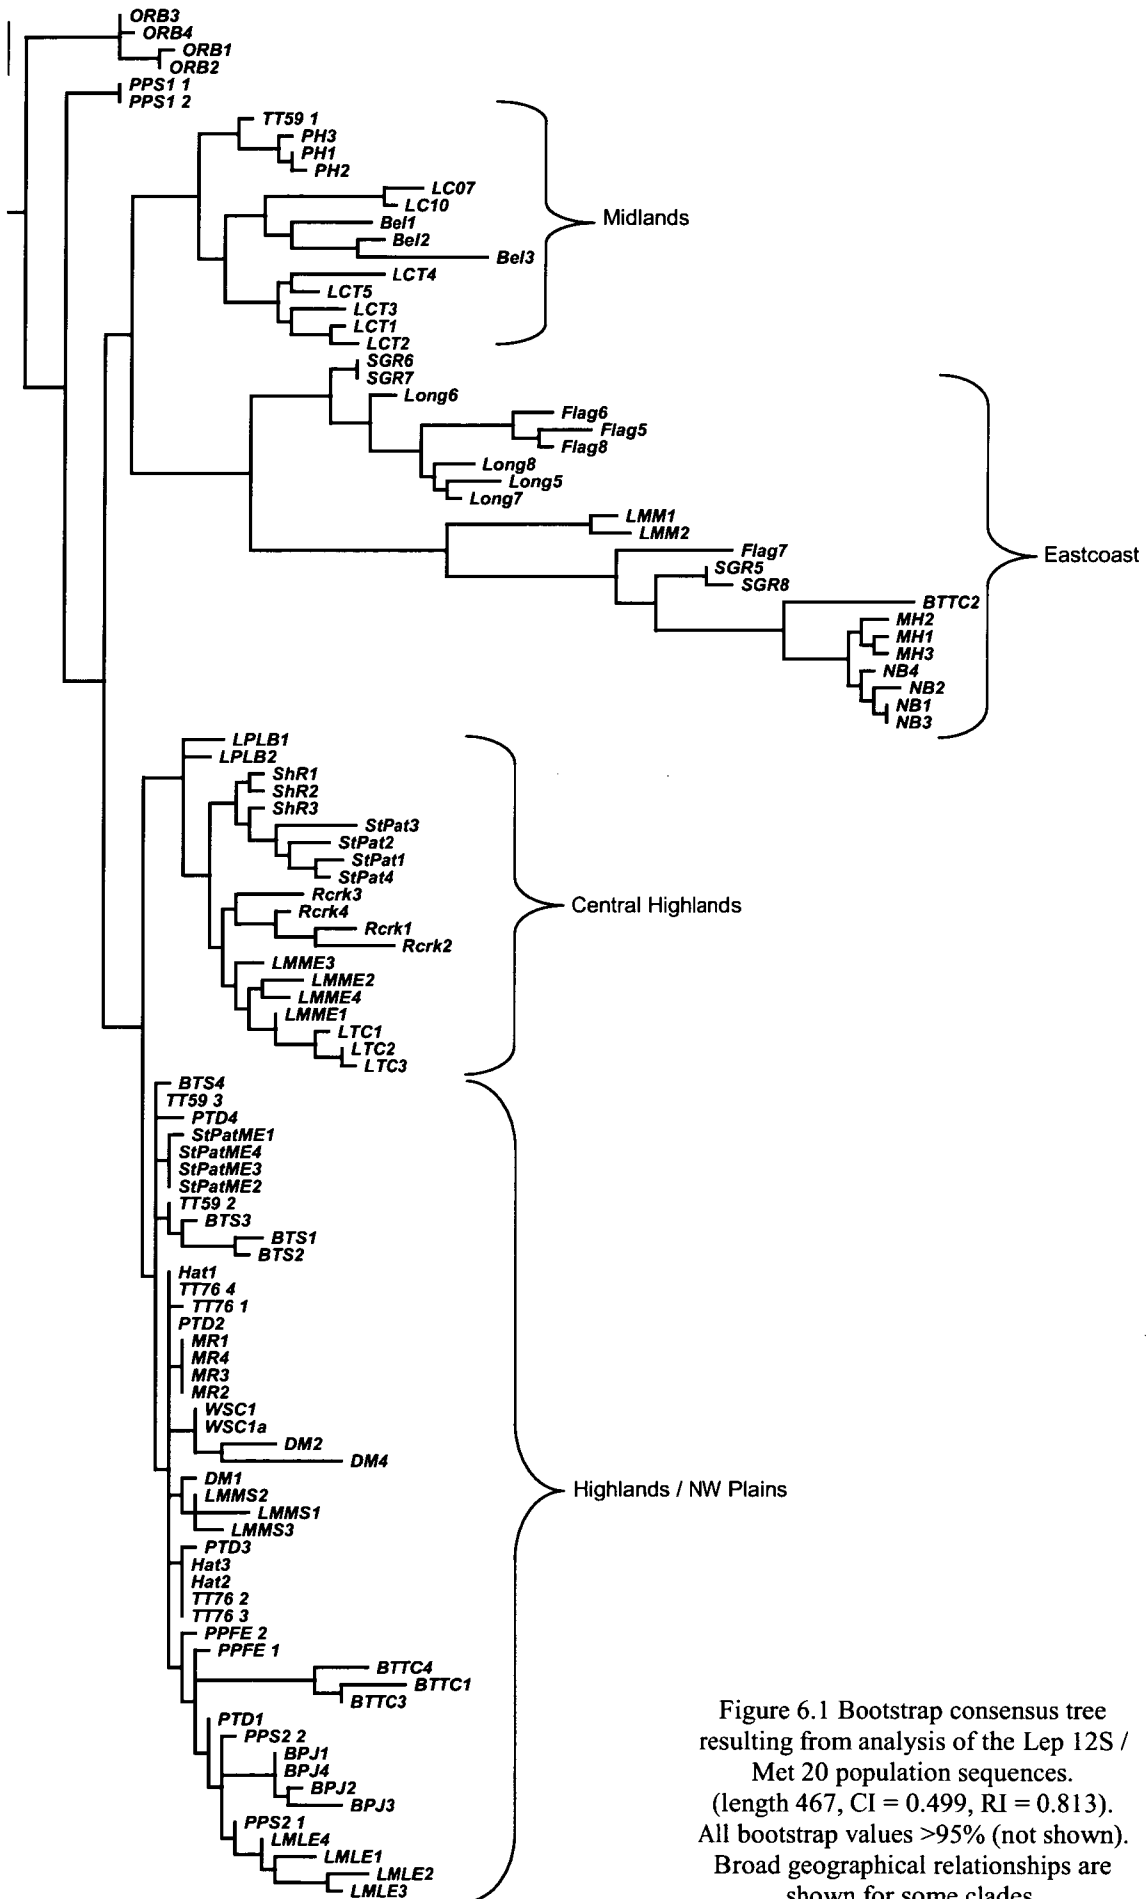 ORB3
ORB4
ORB1
ORB2
PPS1 1
PPS1 2
TT59 1
PH3
PH1
PH2
LC07
LC10
Bel1
Bel2
Bel3
LCT4
LCT5
LCT3
LCT1
LCT2
Midlands
SGR6
SGR7
Long6
Flag6
Flag5
Flag8
Long8
Long5
Long7
LMM1
LMM2
Flag7
SGR5
SGR8
BTTC2
MH2
MH1
MH3
NB4
NB2
NB1
NB3
Eastcoast
LPLB1
LPLB2
ShR1
ShR2
ShR3
StPat3
StPat2
StPat1
StPat4
Rcrk3
Rcrk4
Rcrk1
Rcrk2
LMME3
LMME2
LMME4
LMME1
LTC1
LTC2
LTC3
Central Highlands
BTS4
TT59 3
PTD4
StPatME1
StPatME4
StPatME3
StPatME2
TT59 2
BTS3
BTS1
BTS2
Hat1
TT76 4
TT76 1
PTD2
MR1
MR4
MR3
MR2
WSC1
WSC1a
DM2
DM4
DM1
LMMS2
LMMS1
LMMS3
PTD3
Hat3
Hat2
TT76 2
TT76 3
PPFE 2
PPFE 1
BTTC4
BTTC1
BTTC3
PTD1
PPS2 2
BPJ1
BPJ4
BPJ2
BPJ3
PPS2 1
LMLE4
LMLE1
LMLE2
LMLE3
Highlands / NW Plains
Figure 6.1 Bootstrap consensus tree
resulting from analysis of the Lep 12S /
Met 20 population sequences.
(length 467, CI = 0.499, RI = 0.813).
All bootstrap values >95% (not shown).
Broad geographical relationships are
shown for some clades